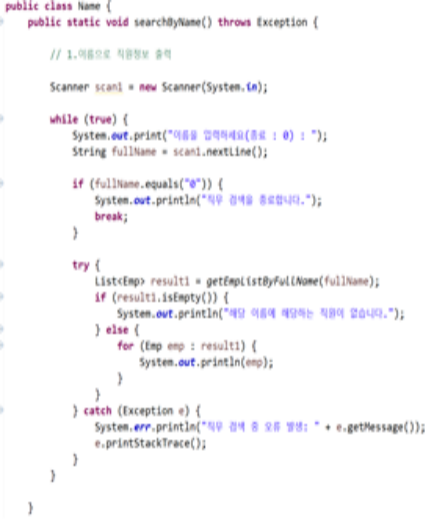 public class Name {
public static void searchByName() throws Exception {
// 1.이름으로 직원정보 출력
Scanner scan1 = new Scanner(System.in);
while (true) {
System.out.print("이름을 입력하세요(종료 : 0) : ");
String fullName = scan1.nextLine();
if (fullName.equals("0")) {
System.out.println("직우 검색을 종료합니다.");
break;
}
try {
List<Emp> result1 = getEmpListByFullName(fullName);
if (result1.isEmpty()) {
System.out.println("해당 이름에 해당하는 직원이 없습니다.");
} else {
for (Emp emp : result1) {
System.out.println(emp);
}
}
} catch (Exception e) {
System.err.println("직우 검색 중 오류 발생: " + e.getMessage());
e.printStackTrace();
}
}
}